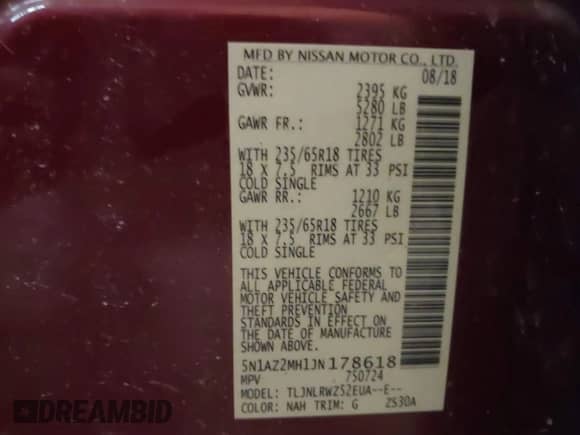 MFD BY NISSAN MOTOR CO., LTD.
DATE: 08/18
GVWR: 2395 KG
5280 LB
GAWR FR.: 1271 KG
2802 LB
WITH 235/65R18 TIRES
18 X 7.5 RIMS AT 33 PSI
COLD SINGLE
GAWR RR.: 1210 KG
2667 LB
WITH 235/65R18 TIRES
18 X 7.5 RIMS AT 33 PSI
COLD SINGLE
THIS VEHICLE CONFORMS TO
ALL APPLICABLE FEDERAL
MOTOR VEHICLE SAFETY AND
THEFT PREVENTION
STANDARDS IN EFFECT ON
THE DATE OF MANUFACTURE
SHOWN ABOVE.
5N1AZ2MH1JN178618
MPV 750724
MODEL: TLJNLRWZ52EUA--E--
COLOR: NAH TRIM: G 2S30A
DREAMBID